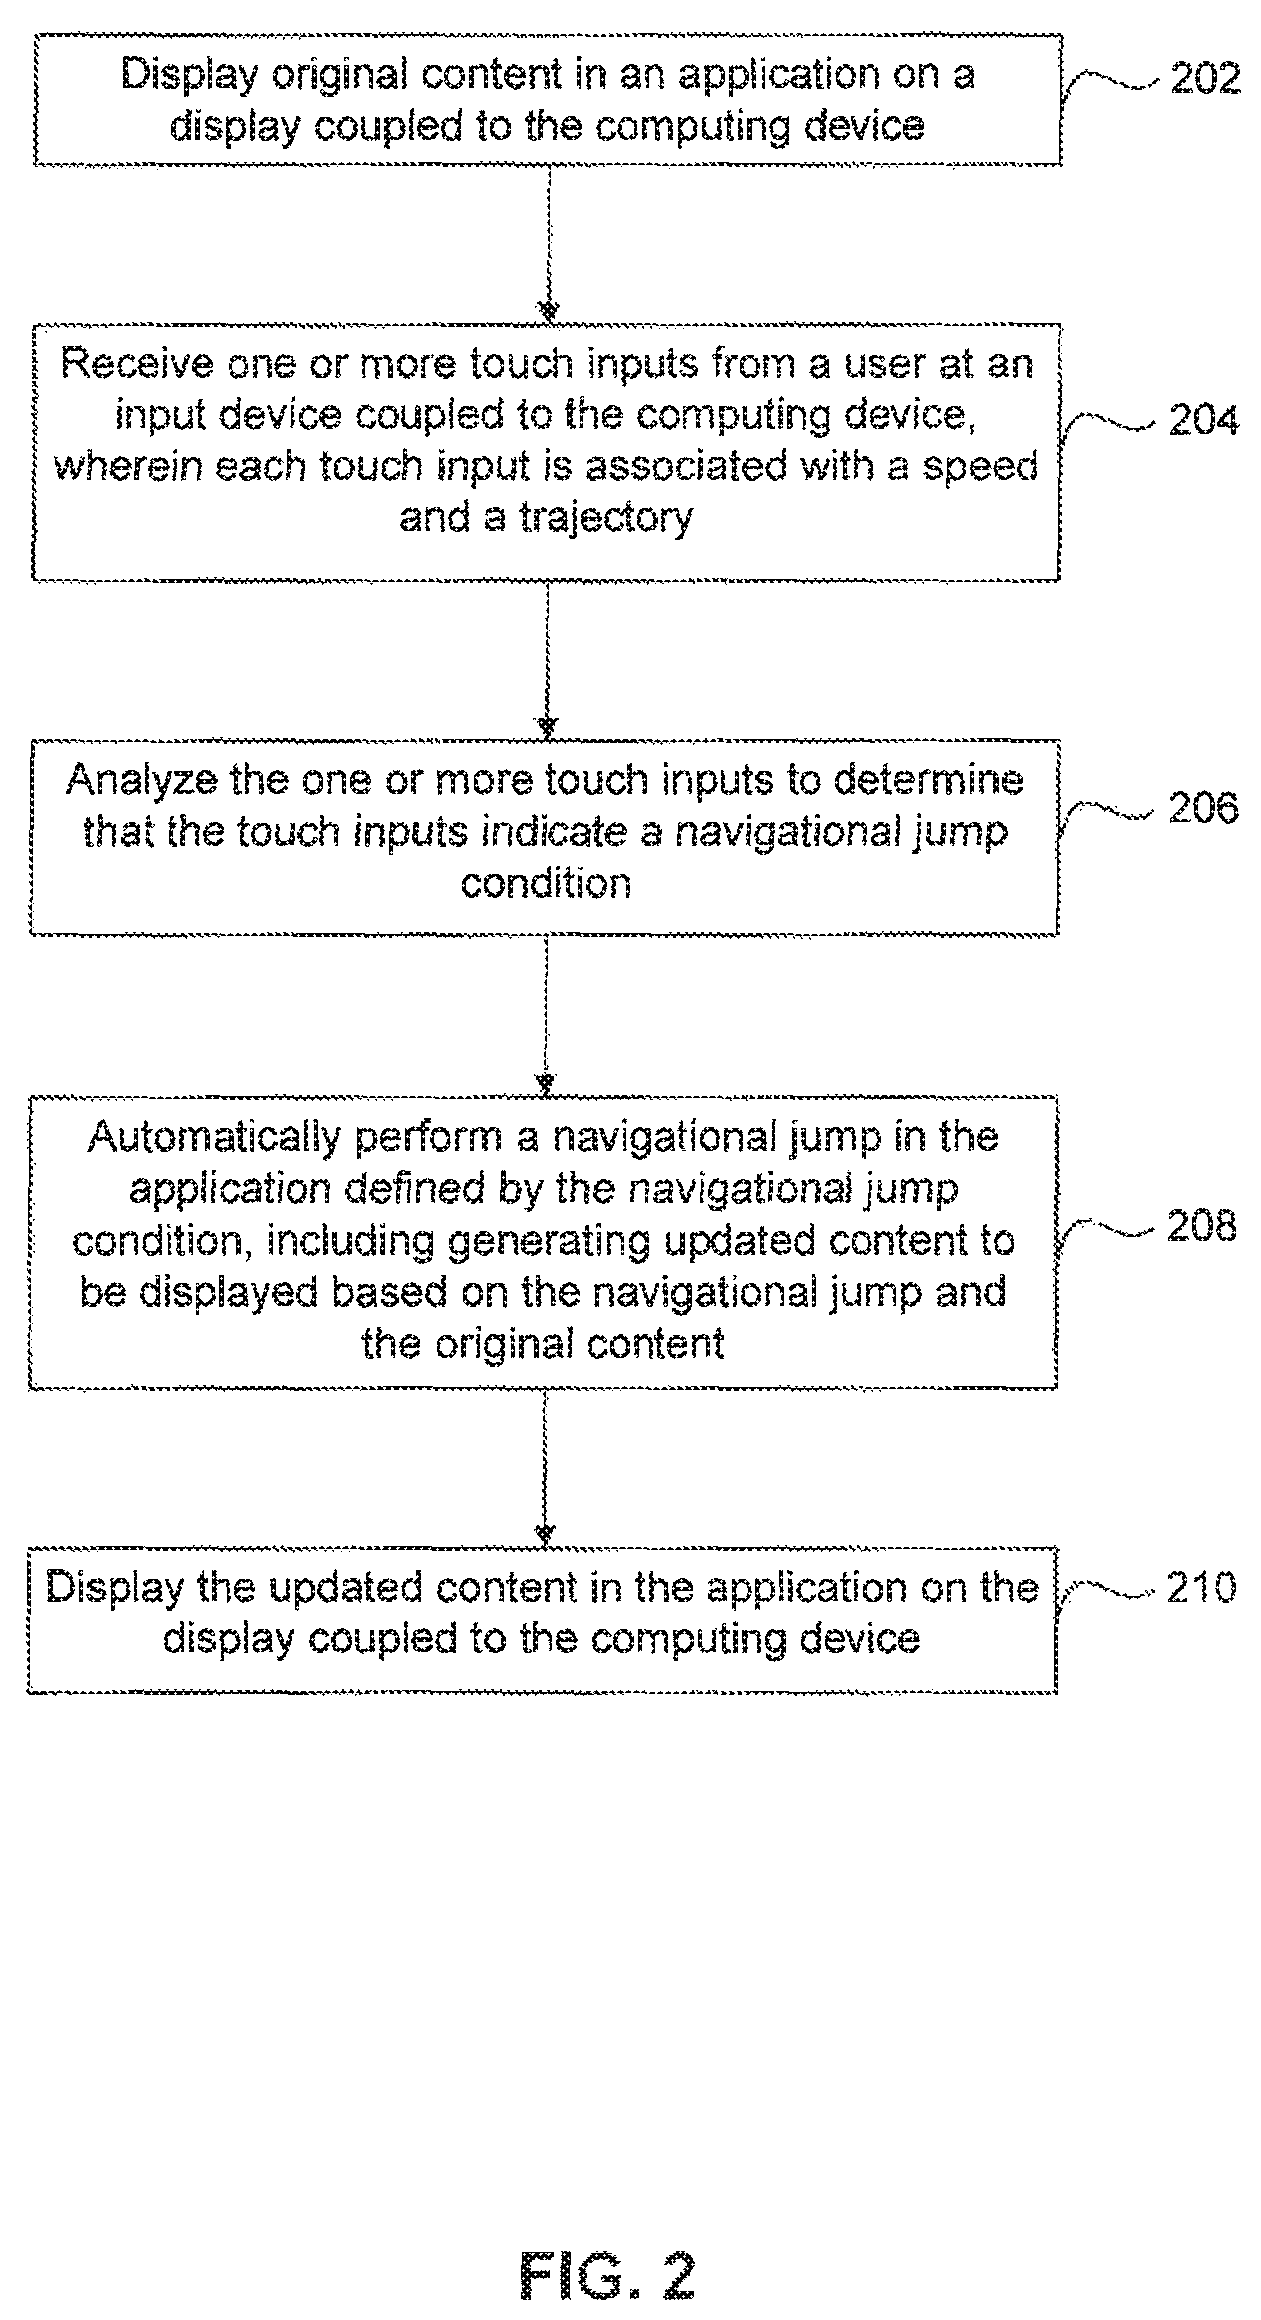 Display original content in an application on a
display coupled to the computing device
202
Receive one or more touch inputs from a user at an
input device coupled to the computing device,
wherein each touch input is associated with a speed
and a trajectory
204
Analyze the one or more touch inputs to determine
that the touch inputs indicate a navigational jump
condition
206
Automatically perform a navigational jump in the
application defined by the navigational jump
condition, including generating updated content to
be displayed based on the navigational jump and
the original content
208
Display the updated content in the application on the
display coupled to the computing device
210
FIG. 2